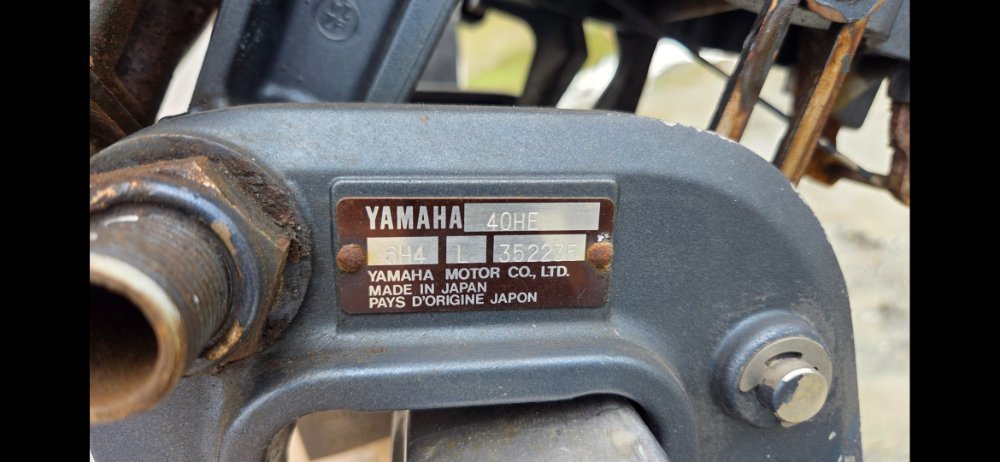 YAMAHA 40HE
6H4 L 352235
YAMAHA MOTOR CO., LTD.
MADE IN JAPAN
PAYS D'ORIGINE JAPON